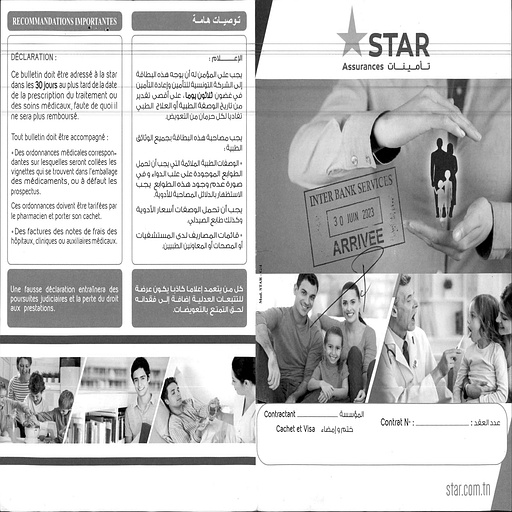 RECOMMANDATIONS IMPORTANTES
DÉCLARATION :
Ce bulletin doit être adressé à la star
dans les 30 jours au plus tard de la date
de la prescription du traitement ou
des soins médicaux, faute de quoi il
ne sera plus remboursé.
Tout bulletin doit être accompagné :
• Des ordonnances médicales correspon-
dantes sur lesquelles seront collées les
vignettes qui se trouvent dans l'emballage
des médicaments, ou à défaut les
prospectus.
Ces ordonnances doivent être tarifées par
le pharmacien et porter son cachet.
• Des factures des notes de frais des
hôpitaux, cliniques ou auxiliaires médicaux.
Une fausse déclaration entraînera des
poursuites judiciaires et la perte du droit
aux prestations.
توصيات هامة
الإعلام :
يجب على المؤمن له أن يوجه هذه البطاقة
إلى الشركة التونسية للتأمين وإعادة التأمين
في غضون ثلاثون يوما، على أقصى تقدير
من تاريخ الوصفة الطبية أو العلاج الطبي
تفاديا لكل حرمان من التعويض.
يجب مصاحبة هذه البطاقة بجميع الوثائق
الطبية :
• الوصفات الطبية الملائمة التي يجب أن تحمل
الطوابع الموجودة على علب الدواء و في
صورة عدم وجود هذه الطوابع يجب
الاستظهار بالدلائل المصاحبة للأدوية.
يجب أن تحمل الوصفات أسعار الأدوية
وكذلك طابع الصيدلي.
• قائمات المصاريف لدى المستشفيات
أو المصحات أو المعاونين الطبيين.
كل من يتعمد إعلاما كاذبا يكون عرضة
للتتبعات العدلية إضافة إلى فقدانه
لحق التمتع بالتعويضات.
STAR
Assurances تأمينات
INTER BANK SERVICES
30 JUIN 2023
ARRIVEE
Contractant المؤسسة
Cachet et Visa ختم و إمضاء
Contrat N° : عدد العقد :
star.com.tn